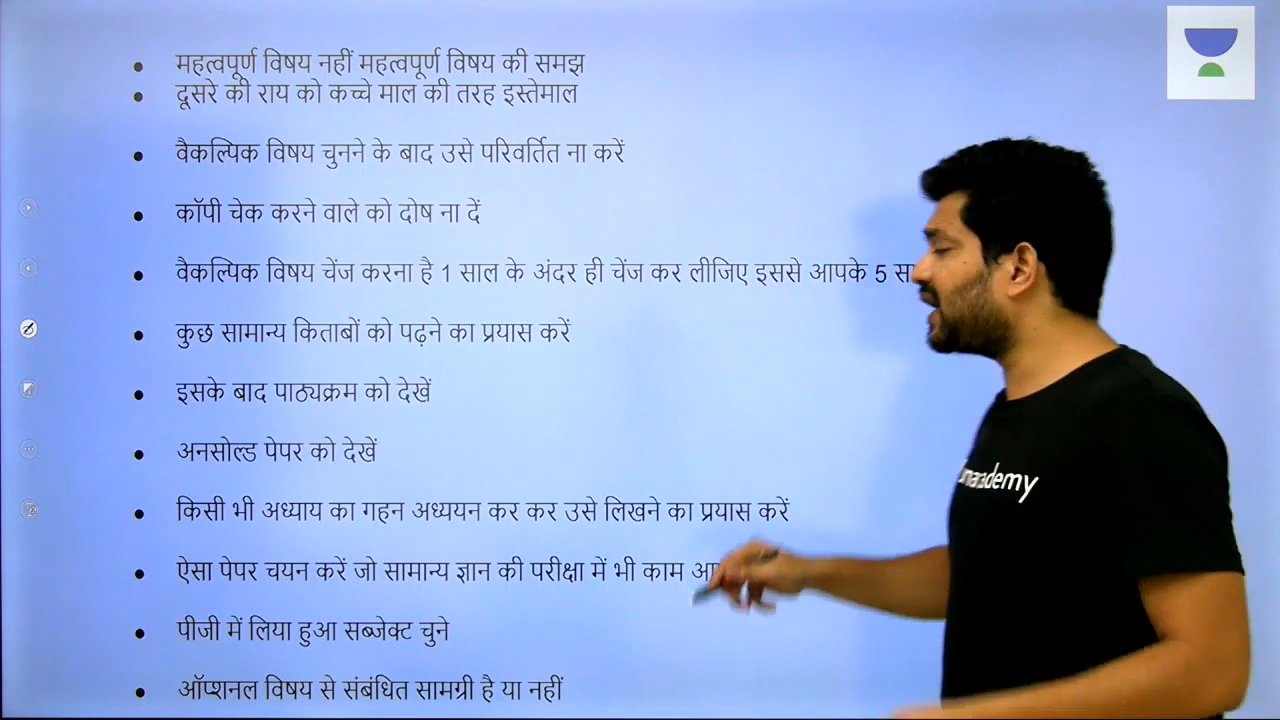 महत्वपूर्ण विषय नहीं महत्वपूर्ण विषय की समझ
दूसरे की राय को कच्चे माल की तरह इस्तेमाल
वैकल्पिक विषय चुनने के बाद उसे परिवर्तित ना करें
कॉपी चेक करने वाले को दोष ना दें
वैकल्पिक विषय चेंज करना है 1 साल के अंदर ही चेंज कर लीजिए इससे आपके 5
कुछ सामान्य किताबों को पढ़ने का प्रयास करें
इसके बाद पाठ्यक्रम को देखें
अनसोल्ड पेपर को देखें
किसी भी अध्याय का गहन अध्ययन कर कर उसे लिखने का प्रयास करें
ऐसा पेपर चयन करें जो सामान्य ज्ञान की परीक्षा में भी काम
पीजी में लिया हुआ सब्जेक्ट चुने
ऑप्शनल विषय से संबंधित सामग्री है या नहीं
unacademy